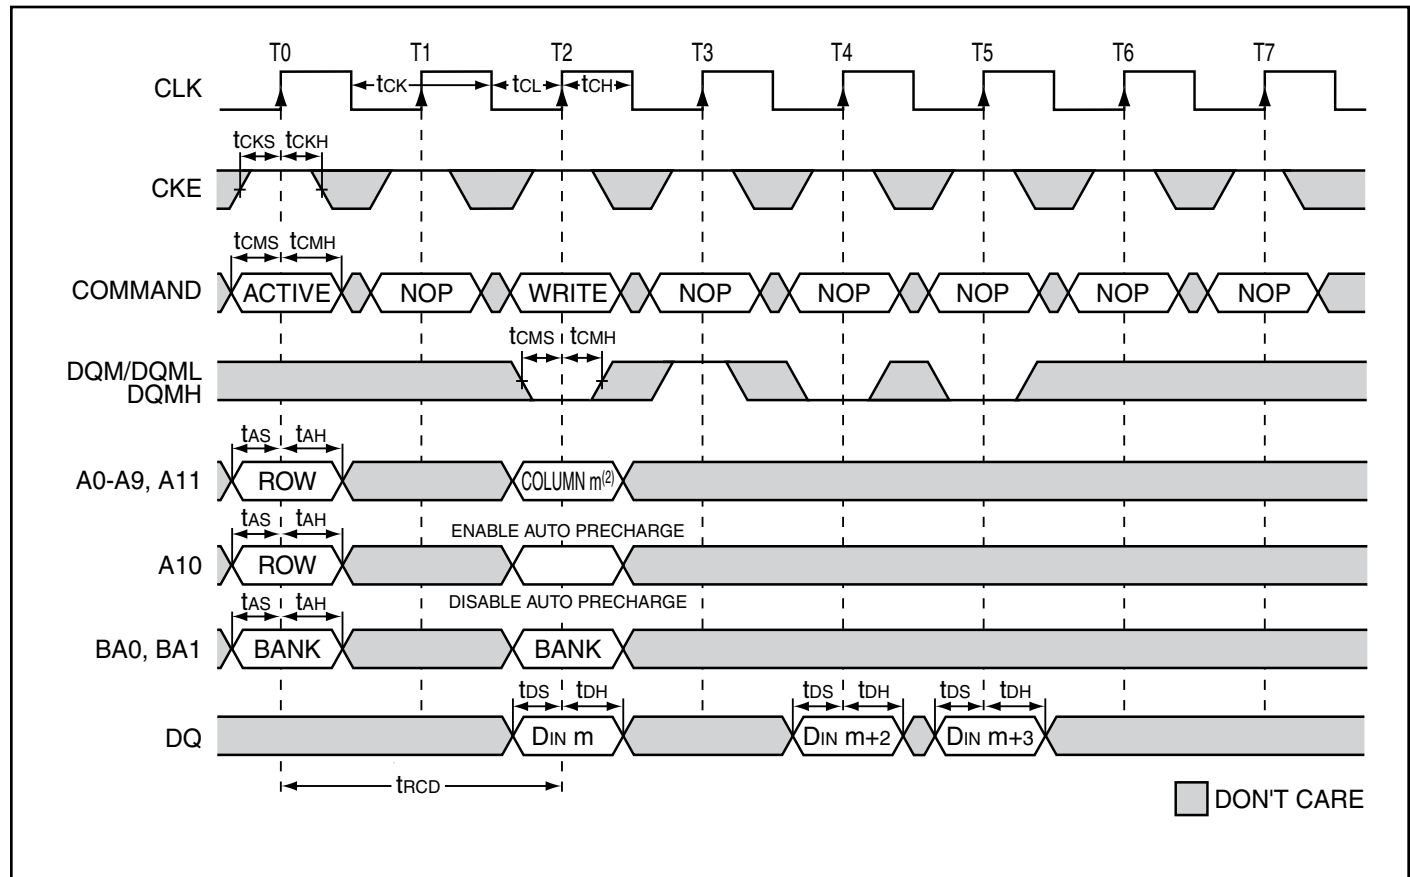 T0 T1 T2 T3 T4 T5 T6 T7
CLK tCK tCL tCH
tCKS tCKH
CKE
tCMS tCMH
COMMAND ACTIVE NOP WRITE NOP NOP NOP NOP NOP
tCMS tCMH
DQM/DQML
DQMH
tAS tAH
A0-A9, A11 ROW COLUMN m(2)
tAS tAH ENABLE AUTO PRECHARGE
A10 ROW
tAS tAH DISABLE AUTO PRECHARGE
BA0, BA1 BANK BANK
tDS tDH tDS tDH tDS tDH
DQ DIN m DIN m+2 DIN m+3
tRCD
DON'T CARE